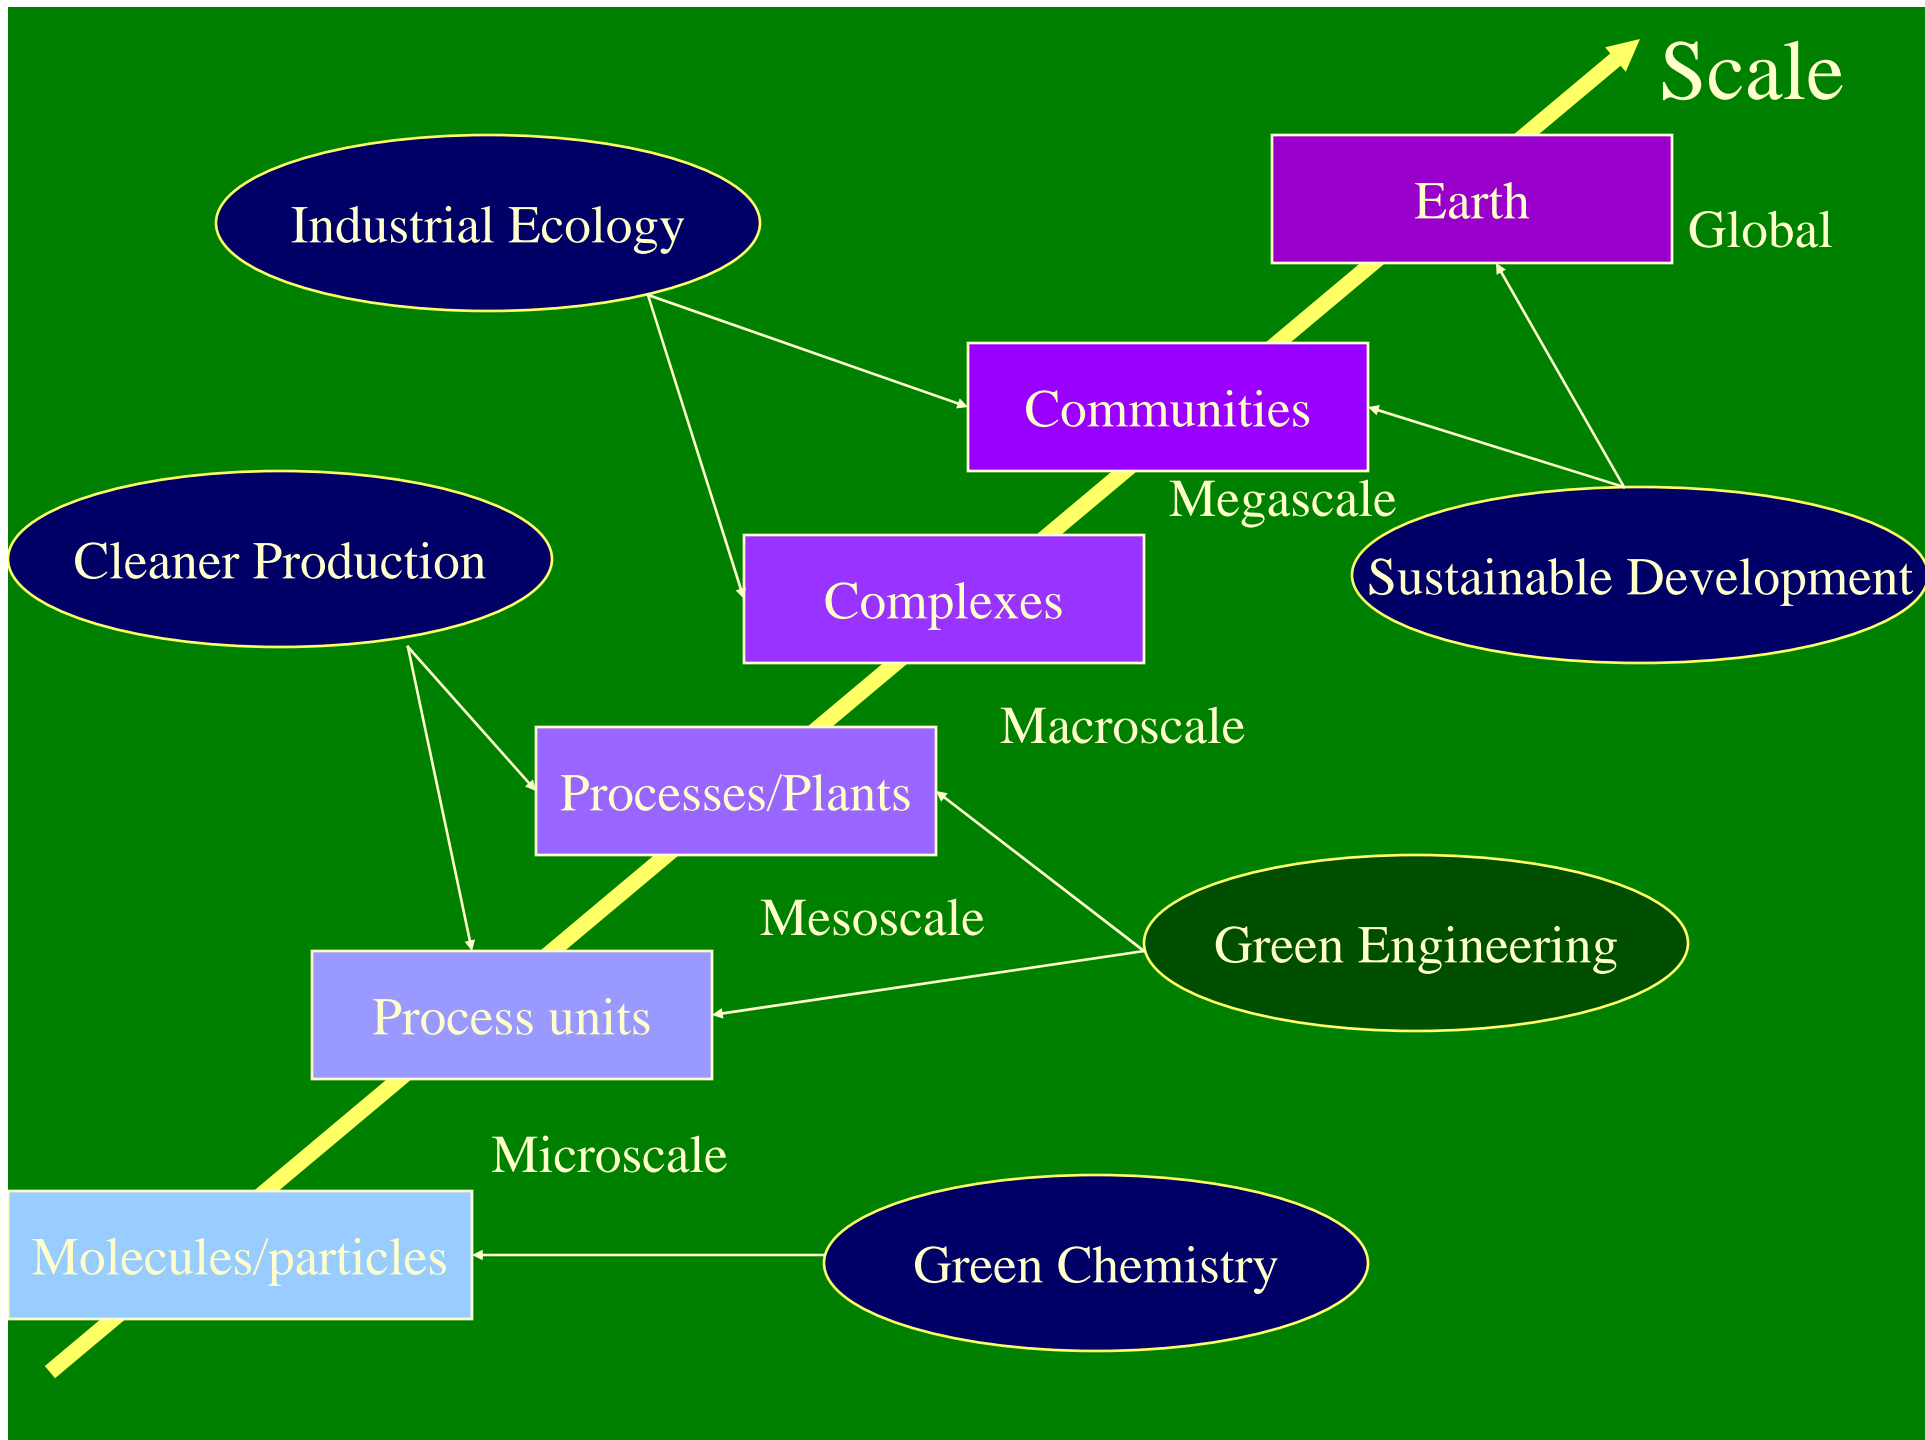 Scale
Earth
Industrial Ecology
Global
Communities
Megascale
Cleaner Production
Sustainable Development
Complexes
Macroscale
Processes/Plants
Mesoscale
Green Engineering
Process units
Microscale
Molecules/particles
Green Chemistry